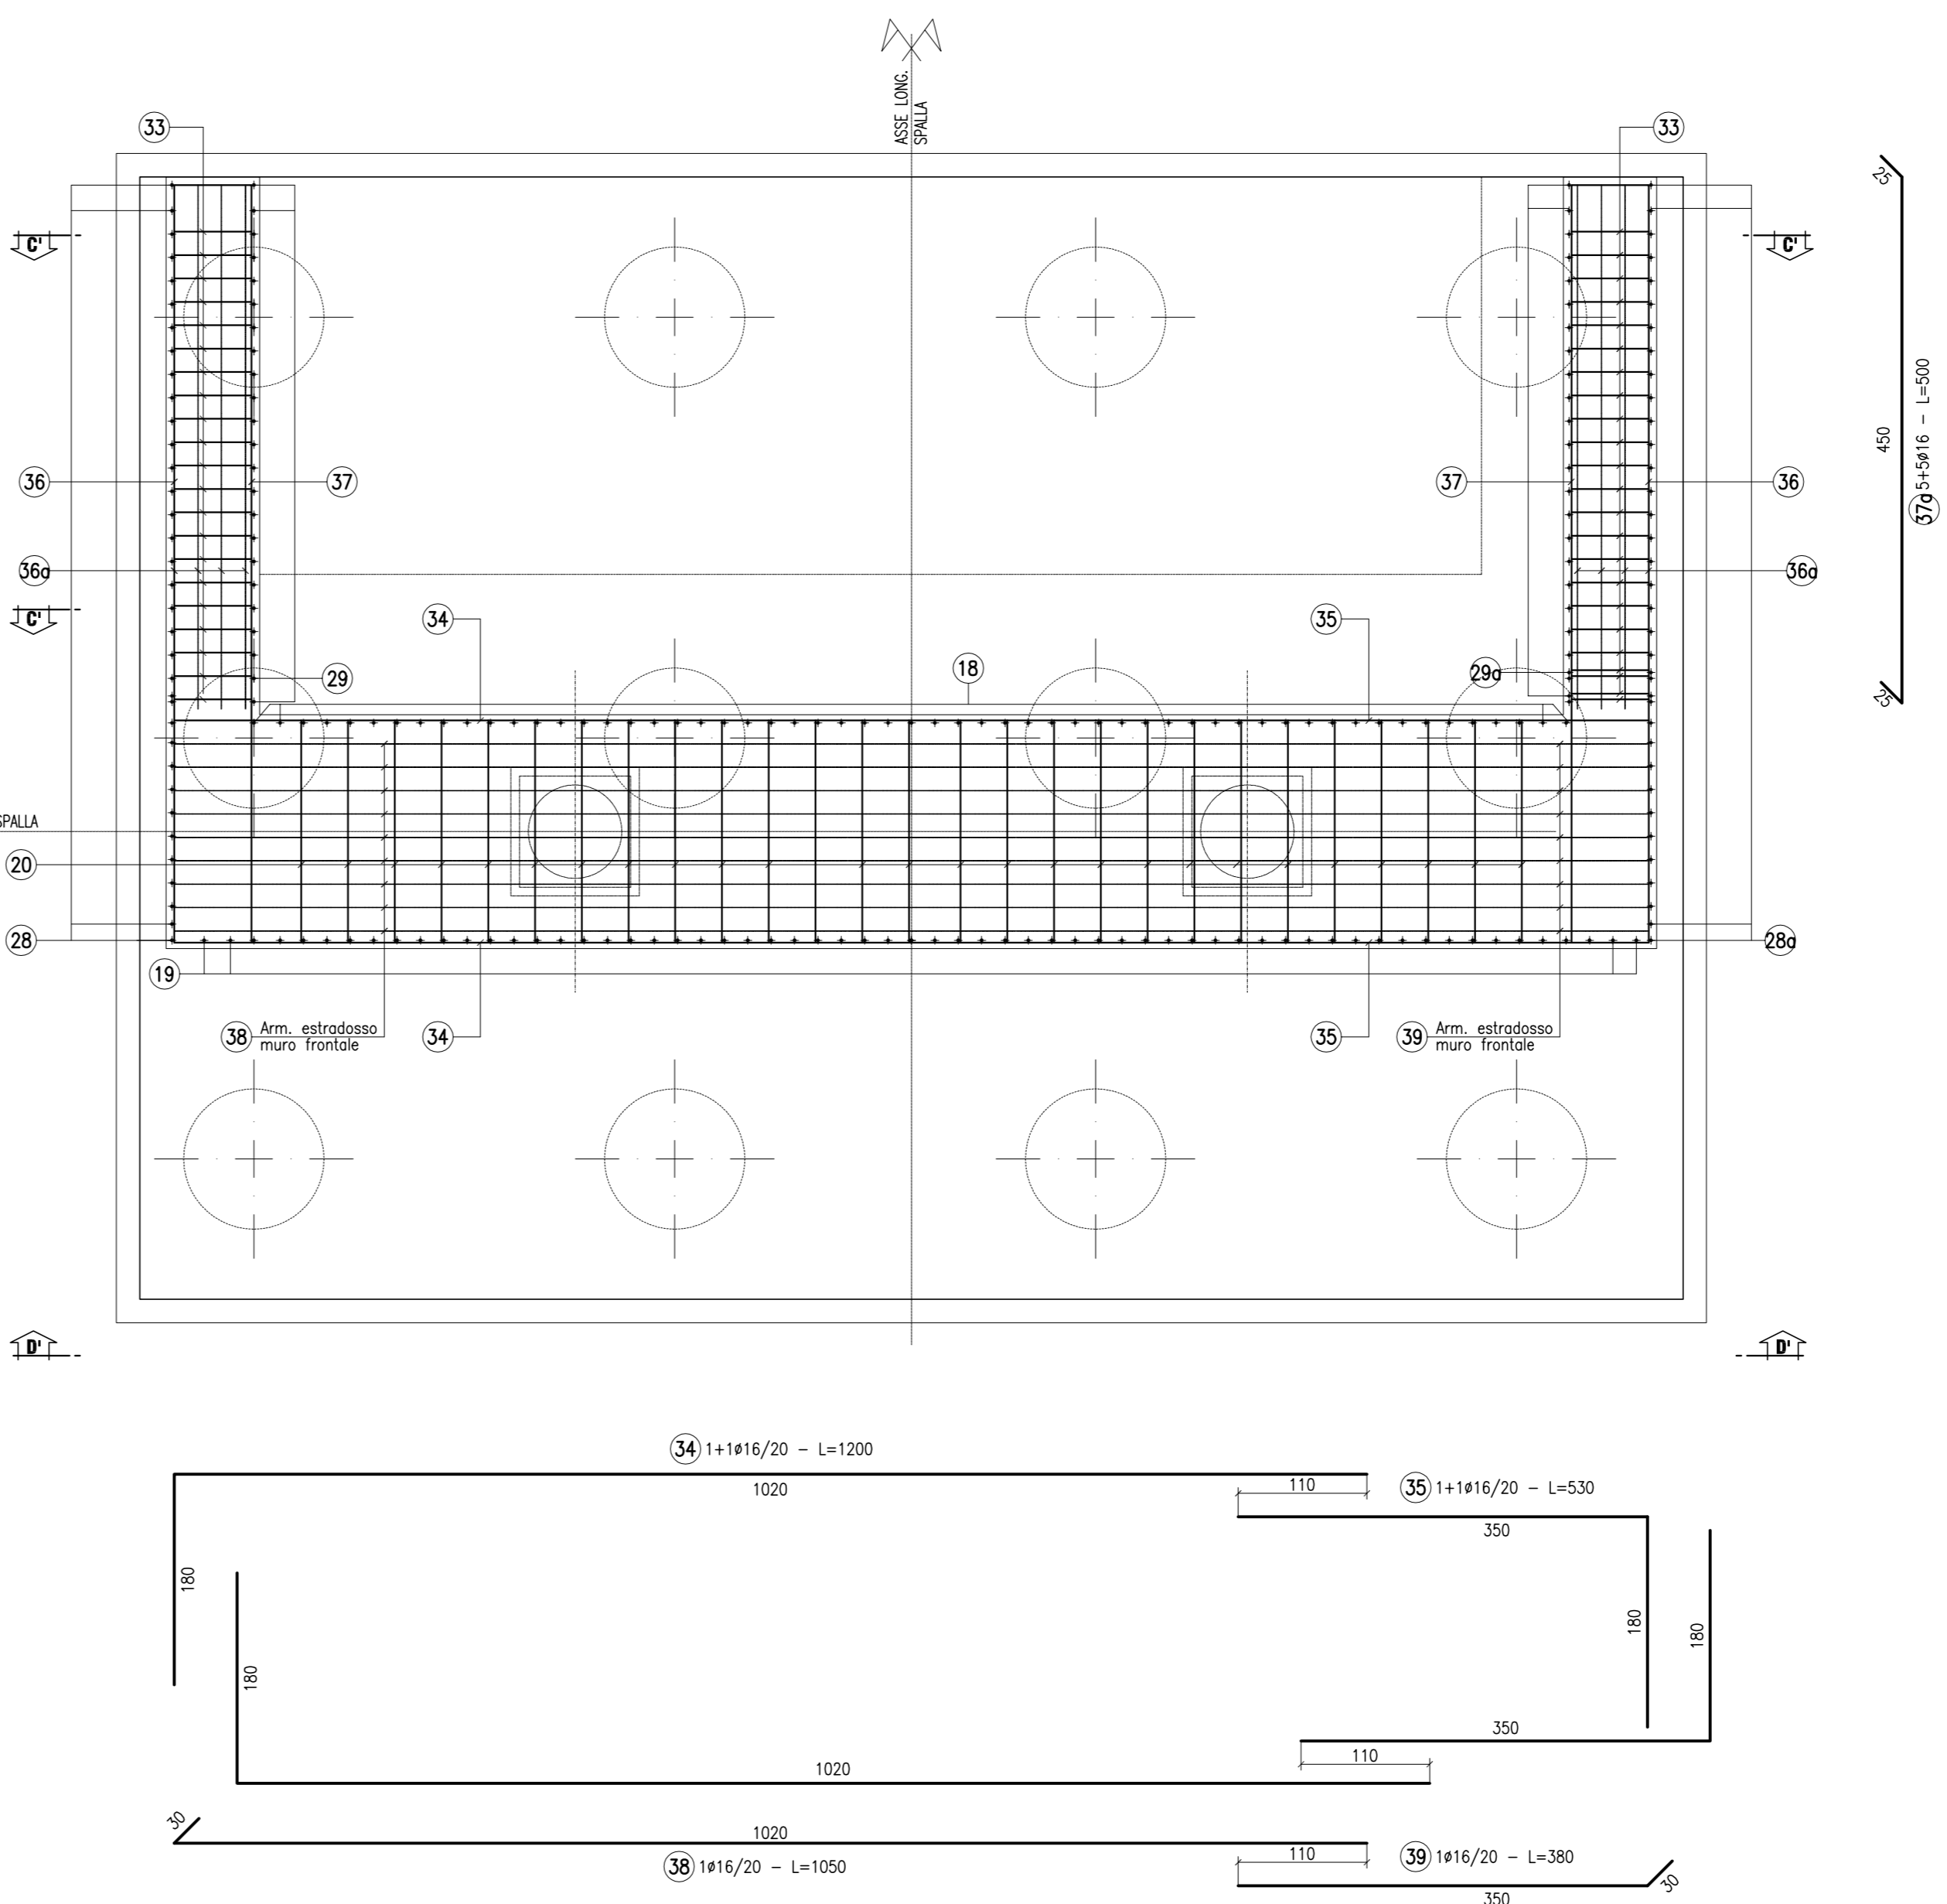 ASSE LONG.
SPALLA
33
33
25
C'
C'
450
37a 5+5ø16 - L=500
36
37
37
36
36a
36a
C'
34
35
18
29
29a
25
SPALLA
20
28
28a
19
38 Arm. estradosso
muro frontale
34
35
39 Arm. estradosso
muro frontale
D'
D'
34 1+1ø16/20 - L=1200
1020
110
35 1+1ø16/20 - L=530
350
180
180
180
180
350
110
1020
30
1020
38 1ø16/20 - L=1050
110
39 1ø16/20 - L=380
30
350